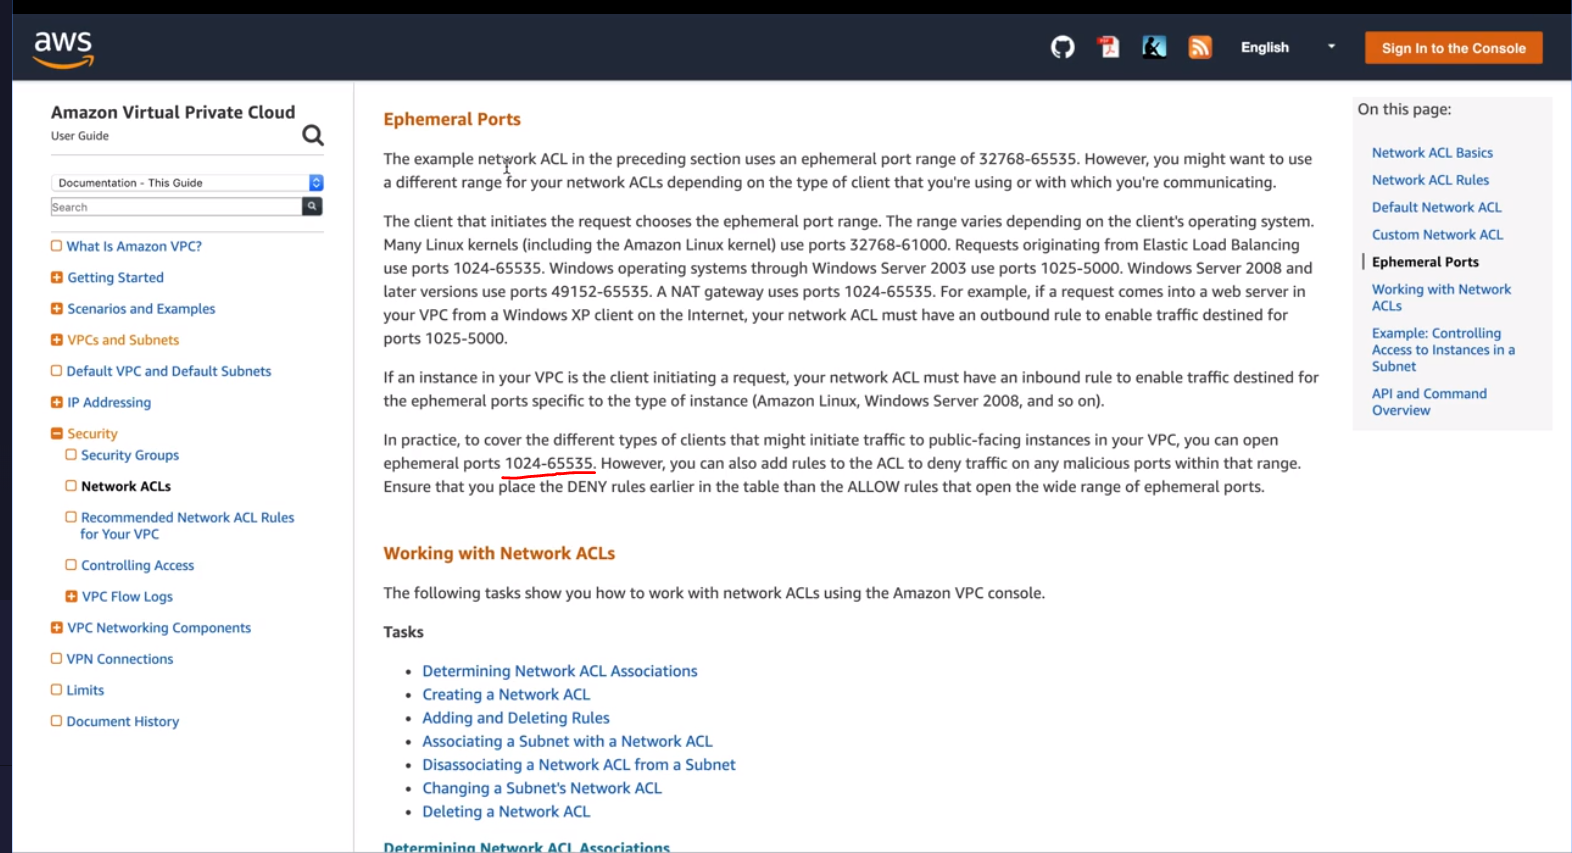 aws
English
Sign In to the Console
Amazon Virtual Private Cloud
User Guide
Documentation - This Guide
Search
What Is Amazon VPC?
Getting Started
Scenarios and Examples
VPCs and Subnets
Default VPC and Default Subnets
IP Addressing
Security
Security Groups
Network ACLs
Recommended Network ACL Rules
for Your VPC
Controlling Access
VPC Flow Logs
VPC Networking Components
VPN Connections
Limits
Document History
Ephemeral Ports
The example network ACL in the preceding section uses an ephemeral port range of 32768-65535. However, you might want to use
a different range for your network ACLs depending on the type of client that you're using or with which you're communicating.
The client that initiates the request chooses the ephemeral port range. The range varies depending on the client's operating system.
Many Linux kernels (including the Amazon Linux kernel) use ports 32768-61000. Requests originating from Elastic Load Balancing
use ports 1024-65535. Windows operating systems through Windows Server 2003 use ports 1025-5000. Windows Server 2008 and
later versions use ports 49152-65535. A NAT gateway uses ports 1024-65535. For example, if a request comes into a web server in
your VPC from a Windows XP client on the Internet, your network ACL must have an outbound rule to enable traffic destined for
ports 1025-5000.
If an instance in your VPC is the client initiating a request, your network ACL must have an inbound rule to enable traffic destined for
the ephemeral ports specific to the type of instance (Amazon Linux, Windows Server 2008, and so on).
In practice, to cover the different types of clients that might initiate traffic to public-facing instances in your VPC, you can open
ephemeral ports 1024-65535. However, you can also add rules to the ACL to deny traffic on any malicious ports within that range.
Ensure that you place the DENY rules earlier in the table than the ALLOW rules that open the wide range of ephemeral ports.
Working with Network ACLs
The following tasks show you how to work with network ACLs using the Amazon VPC console.
Tasks
• Determining Network ACL Associations
• Creating a Network ACL
• Adding and Deleting Rules
• Associating a Subnet with a Network ACL
• Disassociating a Network ACL from a Subnet
• Changing a Subnet's Network ACL
• Deleting a Network ACL
Determining Network ACL Associations
On this page:
Network ACL Basics
Network ACL Rules
Default Network ACL
Custom Network ACL
Ephemeral Ports
Working with Network
ACLs
Example: Controlling
Access to Instances in a
Subnet
API and Command
Overview